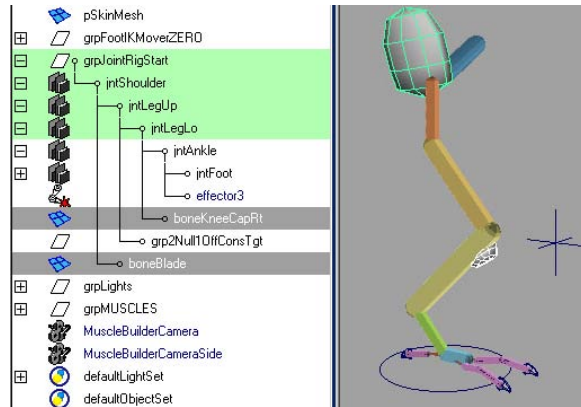 pSkinMesh
grpFootIKMoverZERO
grpJointRigStart
jntShoulder
jntLegUp
jntLegLo
jntAnkle
jntFoot
effector3
boneKneeCapRt
grp2Null1OffConsTgt
boneBlade
grpLights
grpMUSCLES
MuscleBuilderCamera
MuscleBuilderCameraSide
defaultLightSet
defaultObjectSet